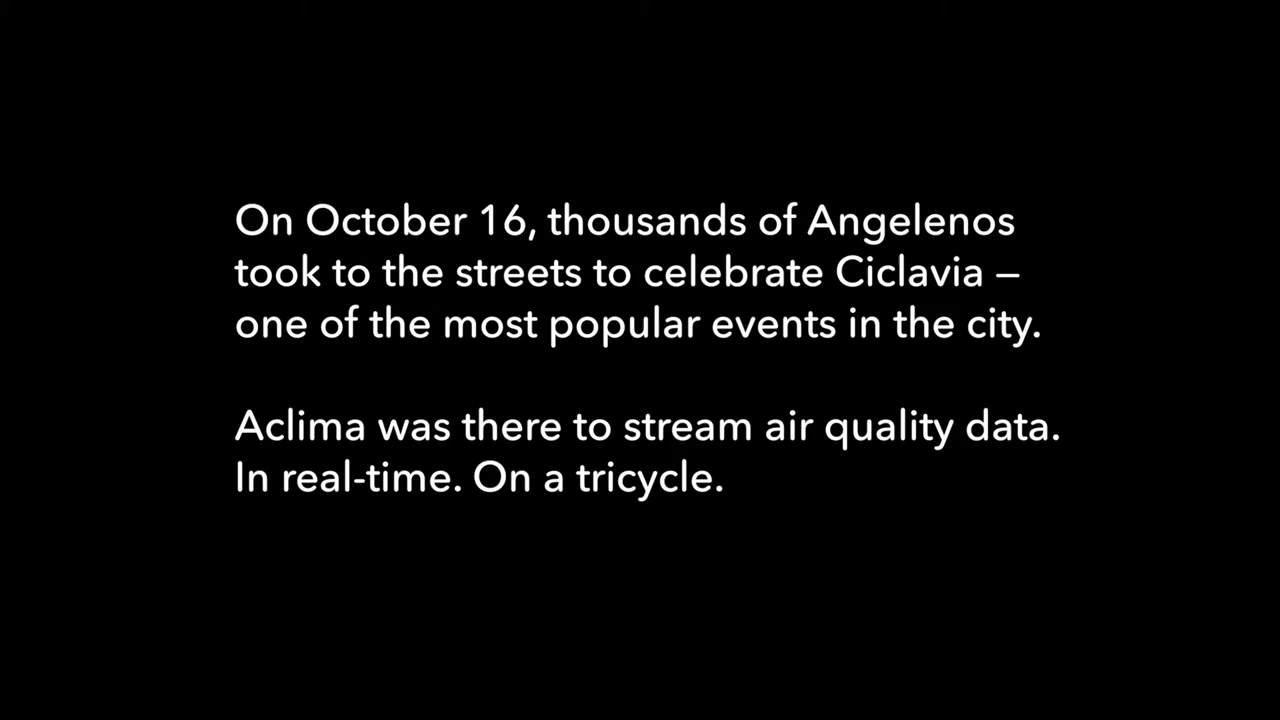 On October 16, thousands of Angelenos
took to the streets to celebrate Ciclavia –
one of the most popular events in the city.
Aclima was there to stream air quality data.
In real-time. On a tricycle.